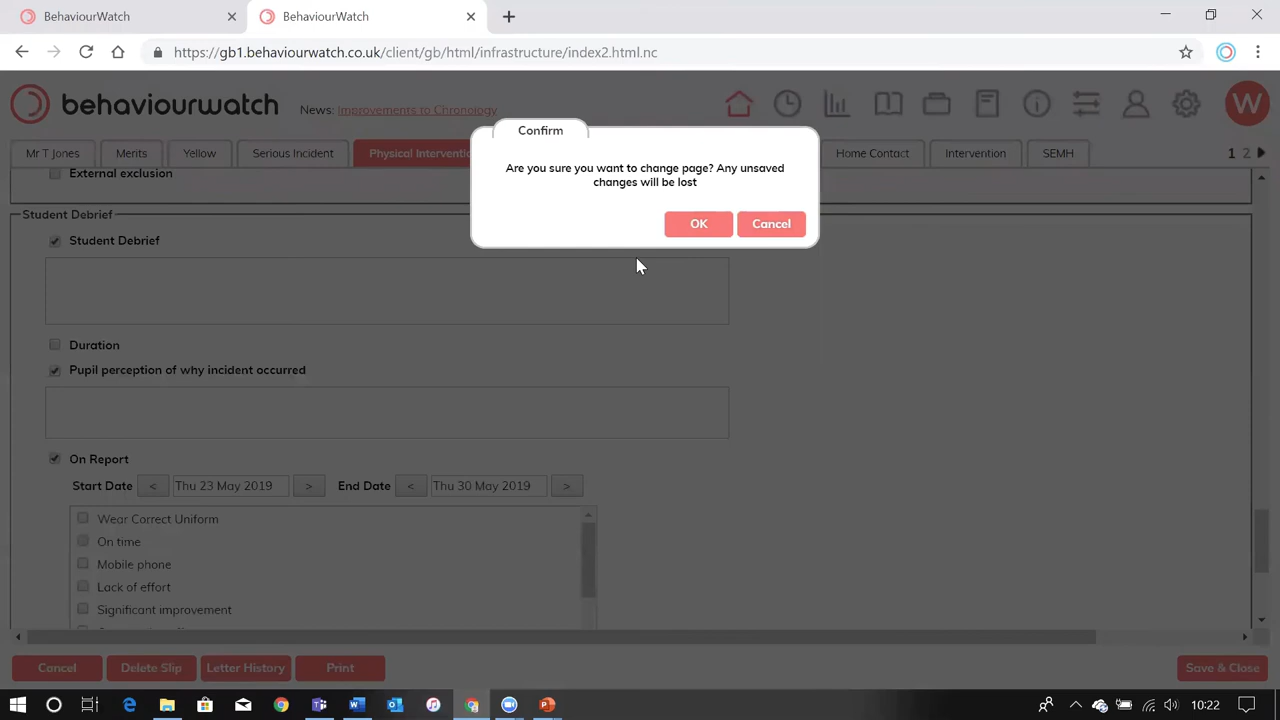 BehaviourWatch
BehaviourWatch
https://gb1.behaviourwatch.co.uk/client/gb/html/infrastructure/index2.html.nc
behaviourwatch
News: Improvements to Chronology
W
Confirm
Are you sure you want to change page? Any unsaved
changes will be lost
OK
Cancel
Mr T Jones
Merits
Yellow
Serious Incident
Physical Interventio
Home Contact
Intervention
SEMH
1 2
External exclusion
Student Debrief
Student Debrief
Duration
Pupil perception of why incident occurred
On Report
Start Date < Thu 23 May 2019 > End Date < Thu 30 May 2019 >
Wear Correct Uniform
On time
Mobile phone
Lack of effort
Significant improvement
Cancel
Delete Slip
Letter History
Print
Save & Close
10:22